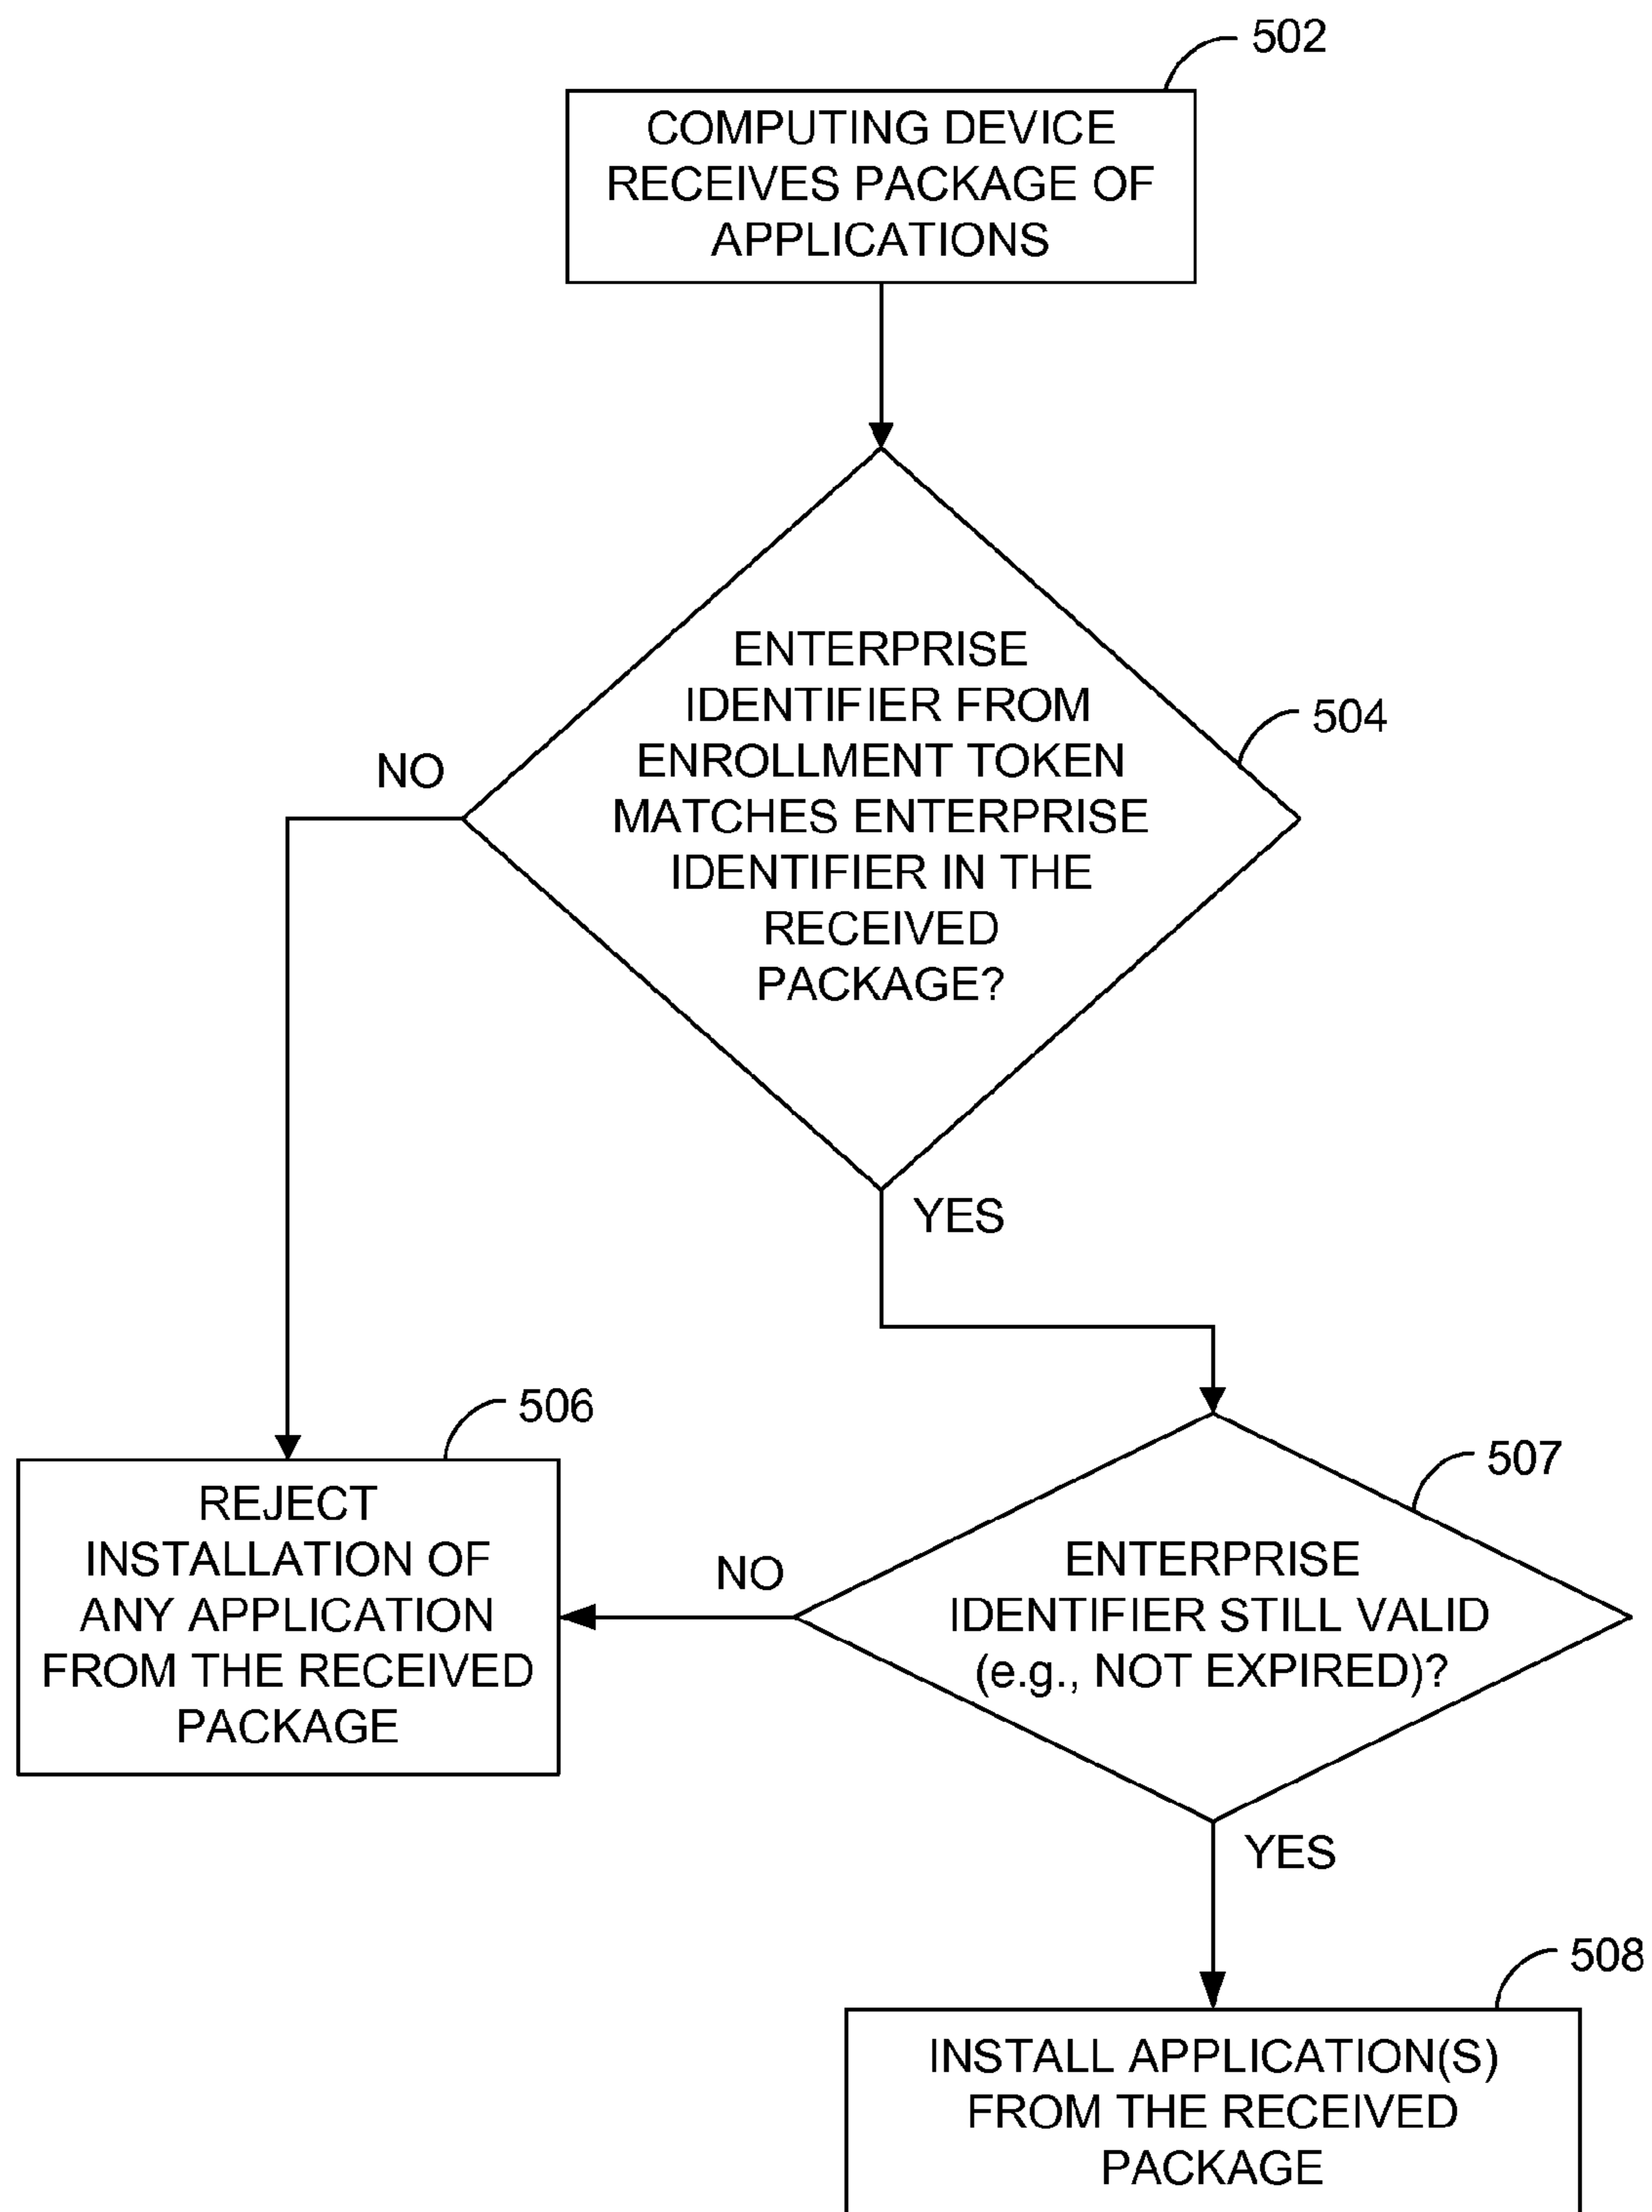 502
COMPUTING DEVICE
RECEIVES PACKAGE OF
APPLICATIONS
ENTERPRISE
IDENTIFIER FROM
ENROLLMENT TOKEN
MATCHES ENTERPRISE
IDENTIFIER IN THE
RECEIVED
PACKAGE?
504
NO
YES
506
REJECT
INSTALLATION OF
ANY APPLICATION
FROM THE RECEIVED
PACKAGE
507
ENTERPRISE
IDENTIFIER STILL VALID
(e.g., NOT EXPIRED)?
NO
YES
508
INSTALL APPLICATION(S)
FROM THE RECEIVED
PACKAGE